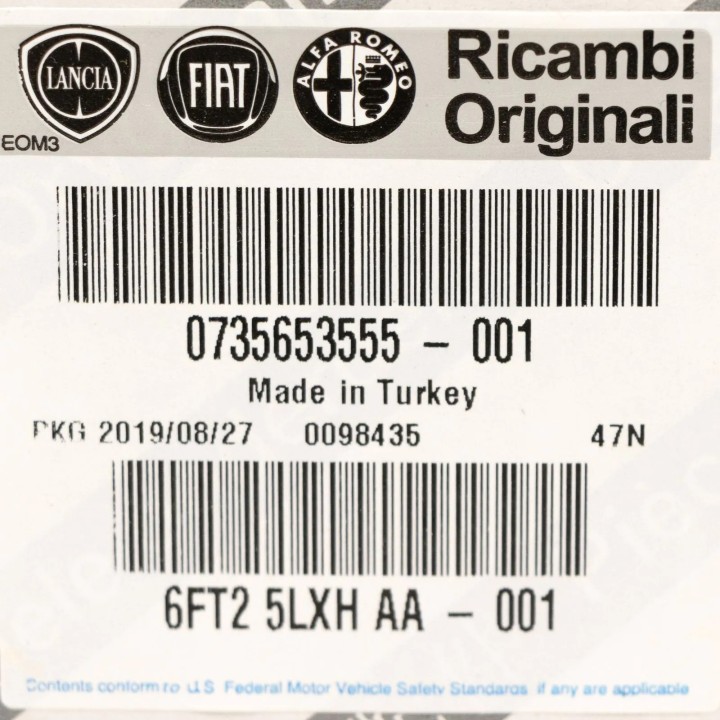 LANCIA
FIAT
ALFA ROMEO
Ricambi
Originali
EOM3
0735653555 – 001
Made in Turkey
PKG 2019/08/27 0098435 47N
6FT2 5LXH AA – 001
Contents conform to U.S. Federal Motor Vehicle Safety Standards if any are applicable